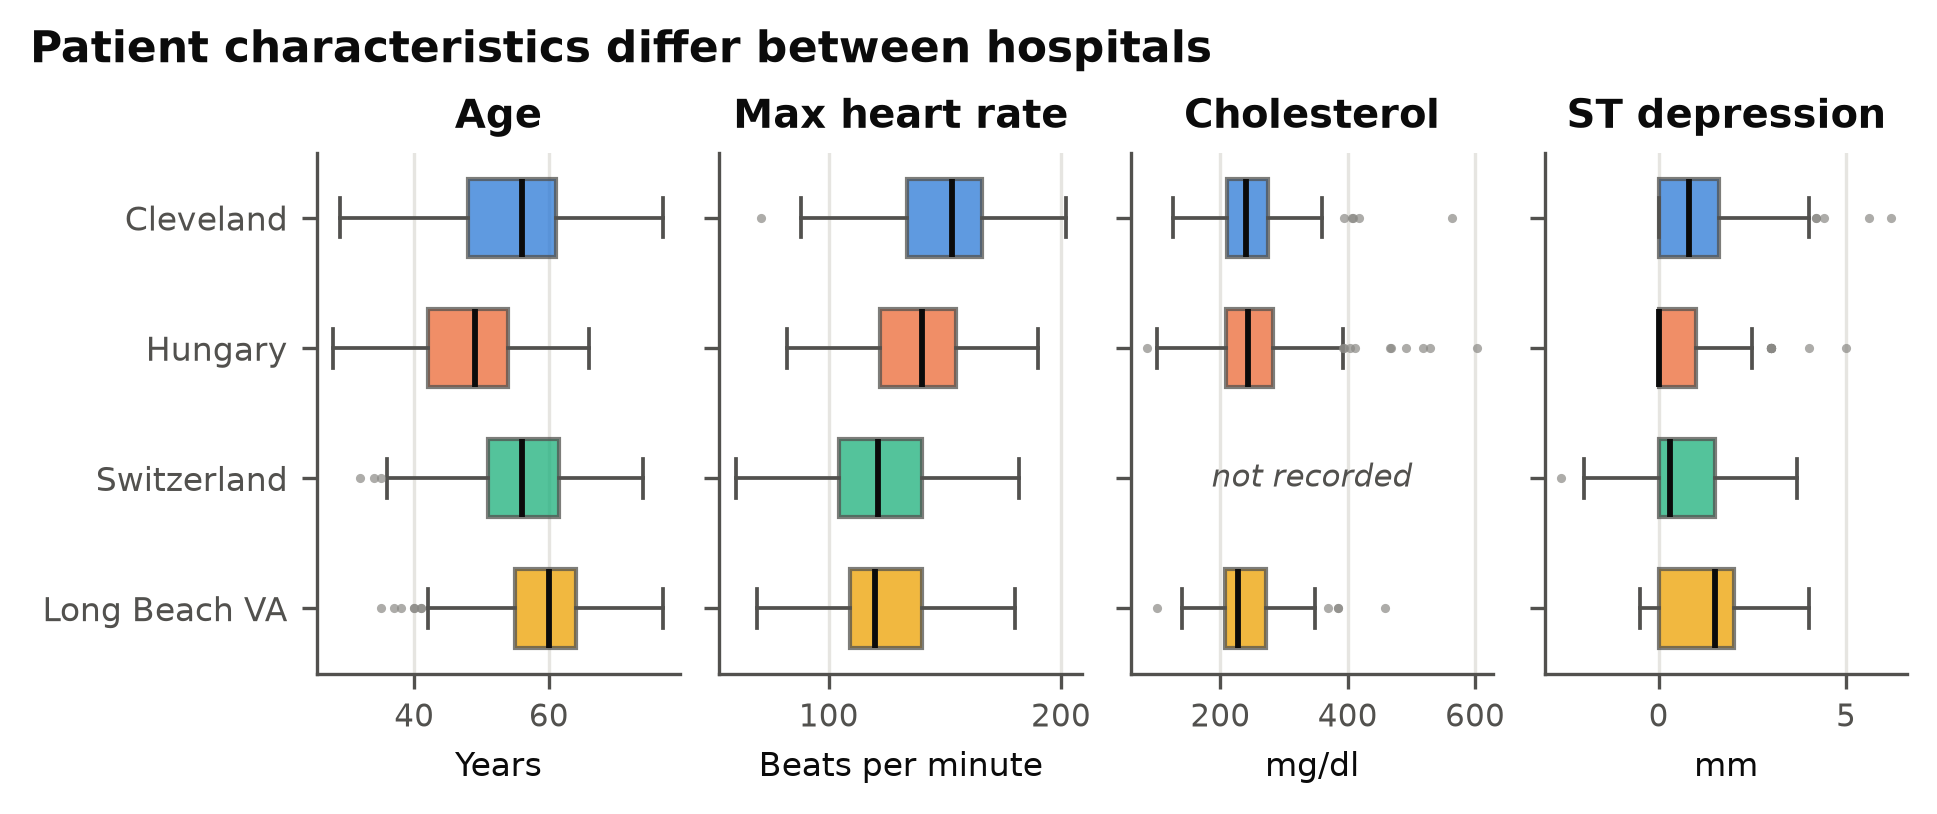 Patient characteristics differ between hospitals
Age
Max heart rate
Cholesterol
ST depression
Cleveland
Hungary
Switzerland
not recorded
Long Beach VA
40 60
100 200
200 400 600
0 5
Years
Beats per minute
mg/dl
mm